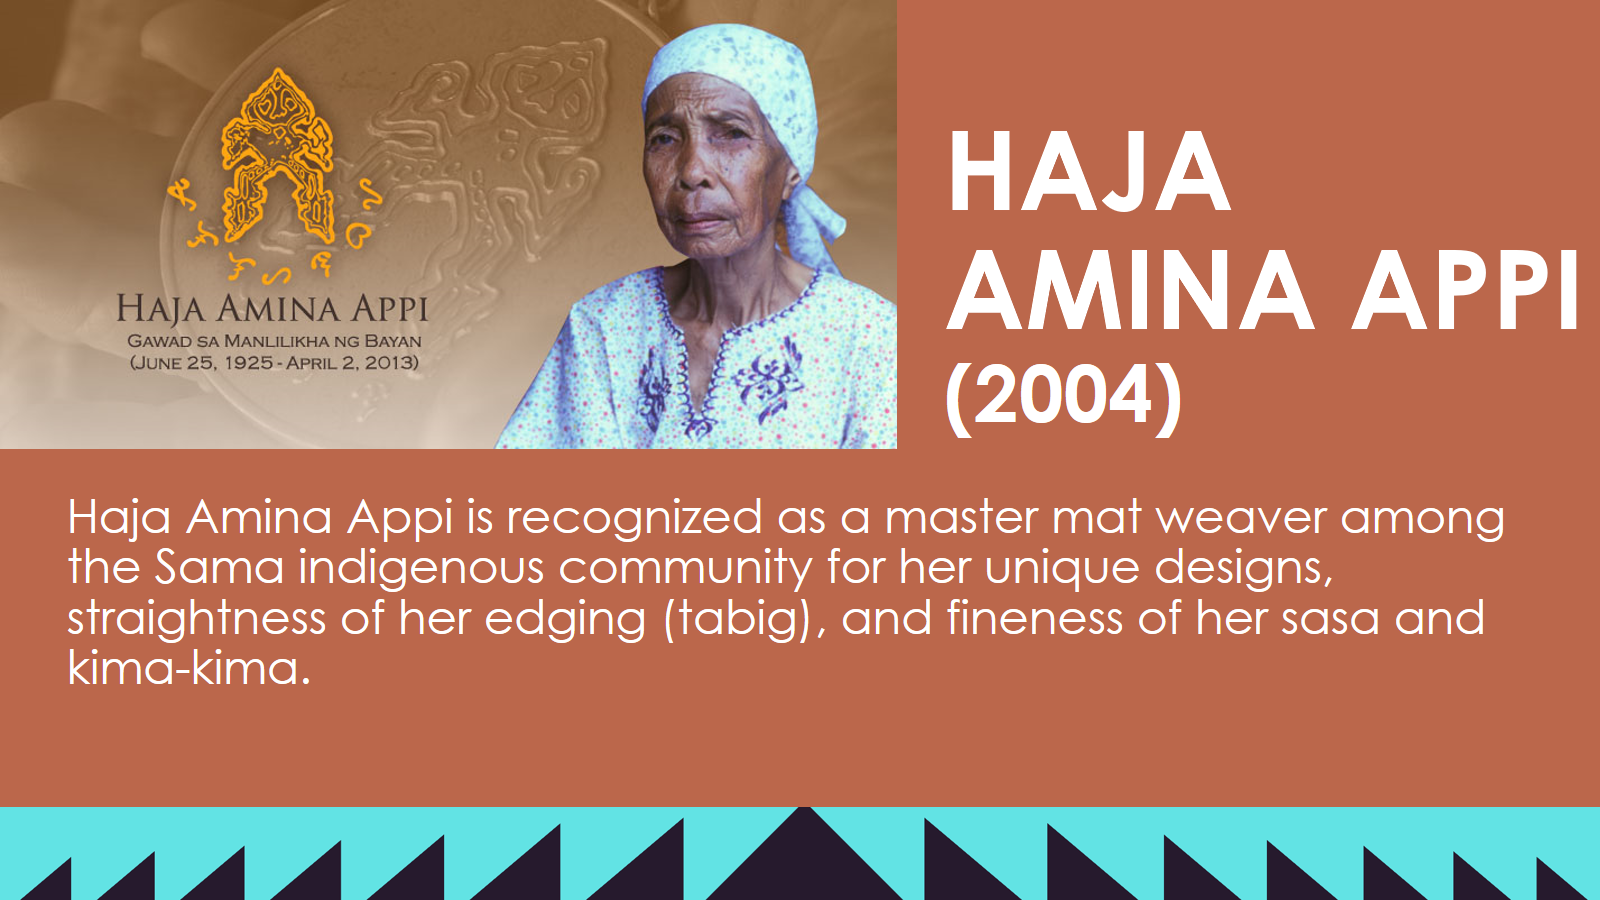 HAJA AMINA APPI
GAWAD SA MANLILIKHA NG BAYAN
(JUNE 25, 1925 - APRIL 2, 2013)
HAJA
AMINA APPI
(2004)
Haja Amina Appi is recognized as a master mat weaver among
the Sama indigenous community for her unique designs,
straightness of her edging (tabig), and fineness of her sasa and
kima-kima.